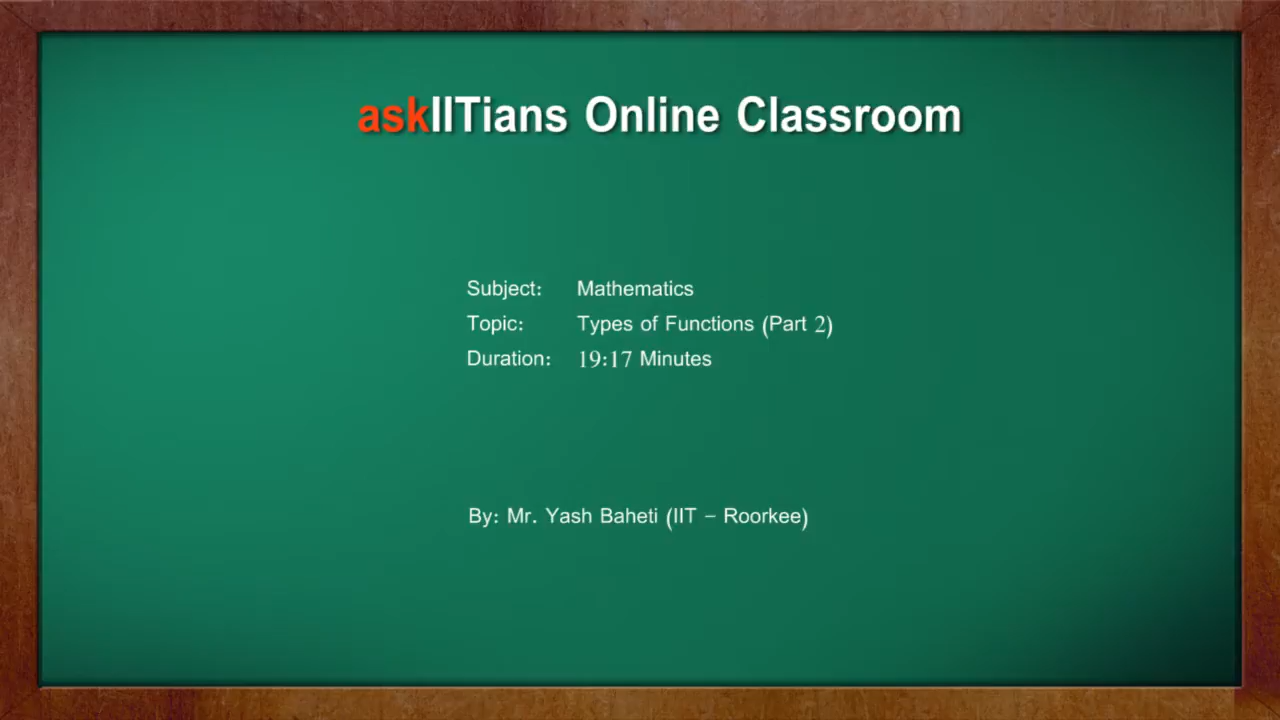 askIITians Online Classroom
Subject: Mathematics
Topic: Types of Functions (Part 2)
Duration: 19:17 Minutes
By: Mr. Yash Baheti (IIT - Roorkee)